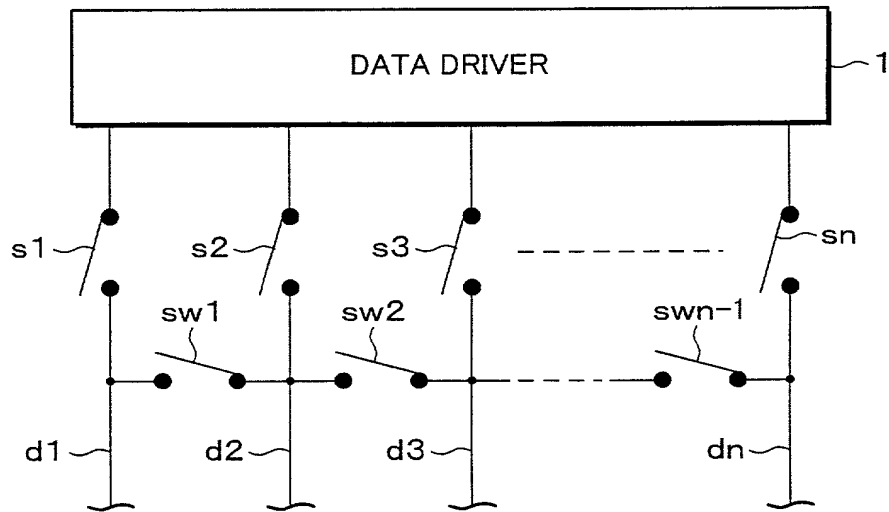 DATA DRIVER
1
s1
s2
s3
sn
sw1
sw2
swn-1
d1
d2
d3
dn